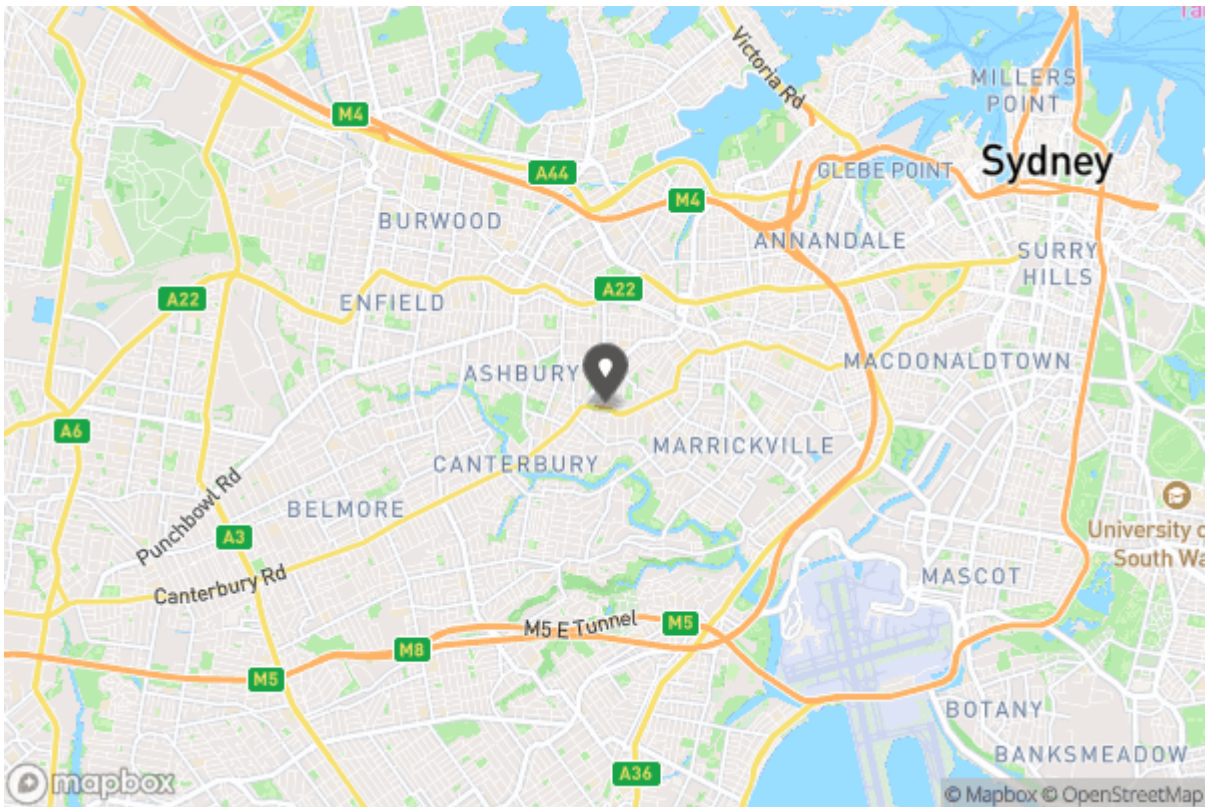 Victoria Rd
MILLERS
POINT
M4
Sydney
A44
GLEBE POINT
M4
BURWOOD
ANNANDALE
SURRY
HILLS
A22
A22
ENFIELD
MACDONALDTOWN
ASHBURY
A6
MARRICKVILLE
CANTERBURY
BELMORE
Punchbowl Rd
University o
South Wa
A3
MASCOT
Canterbury Rd
M5 E Tunnel
M5
M8
M5
BOTANY
BANKSMEADOW
A36
mapbox
© Mapbox © OpenStreetMap